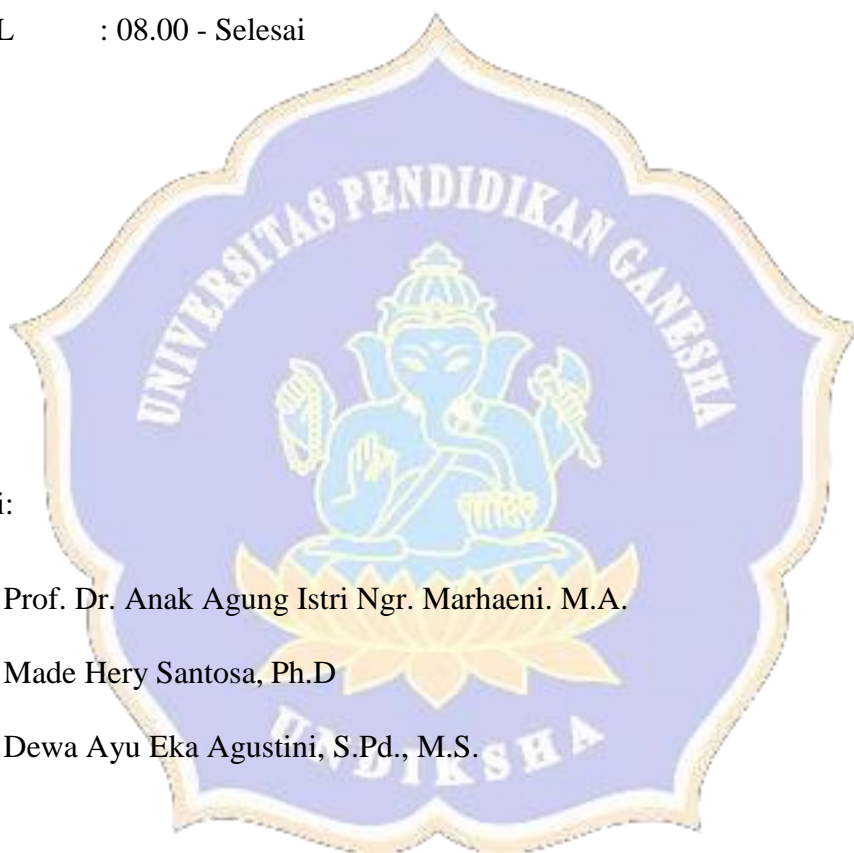 L : 08.00 - Selesai
UNIVERSITAS PENDIDIKAN GANESHA
i:
Prof. Dr. Anak Agung Istri Ngr. Marhaeni. M.A.
Made Hery Santosa, Ph.D
Dewa Ayu Eka Agustini, S.Pd., M.S.
UNDIKSHA